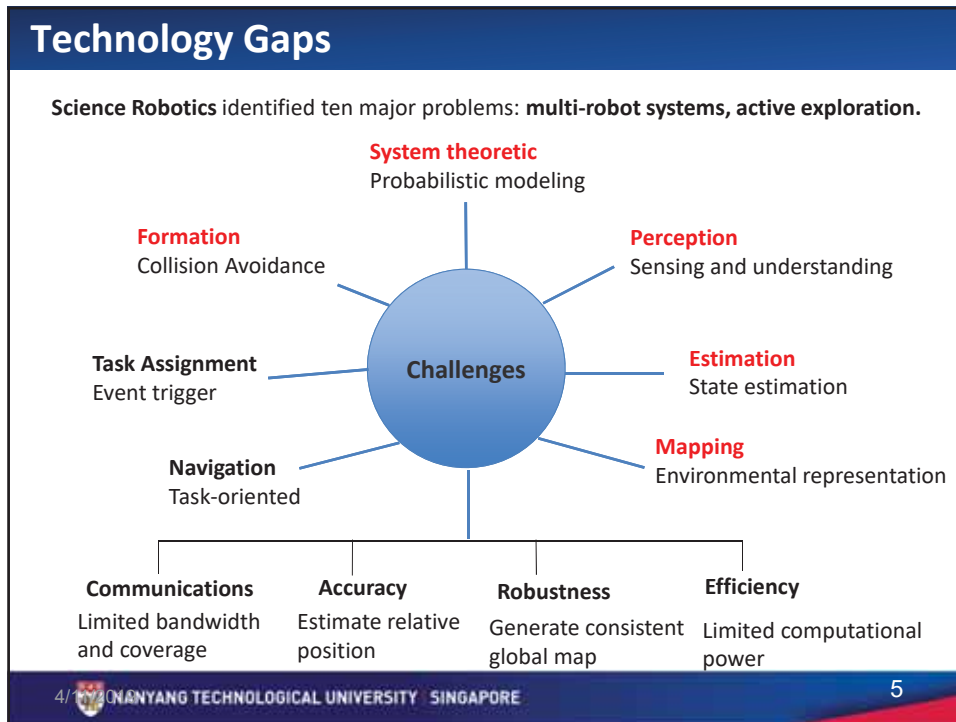 Technology Gaps
Science Robotics identified ten major problems: multi-robot systems, active exploration.
System theoretic
Probabilistic modeling
Formation
Collision Avoidance
Perception
Sensing and understanding
Task Assignment
Event trigger
Challenges
Estimation
State estimation
Navigation
Task-oriented
Mapping
Environmental representation
Communications
Limited bandwidth
and coverage
Accuracy
Estimate relative
position
Robustness
Generate consistent
global map
Efficiency
Limited computational
power
NANYANG TECHNOLOGICAL UNIVERSITY SINGAPORE
5